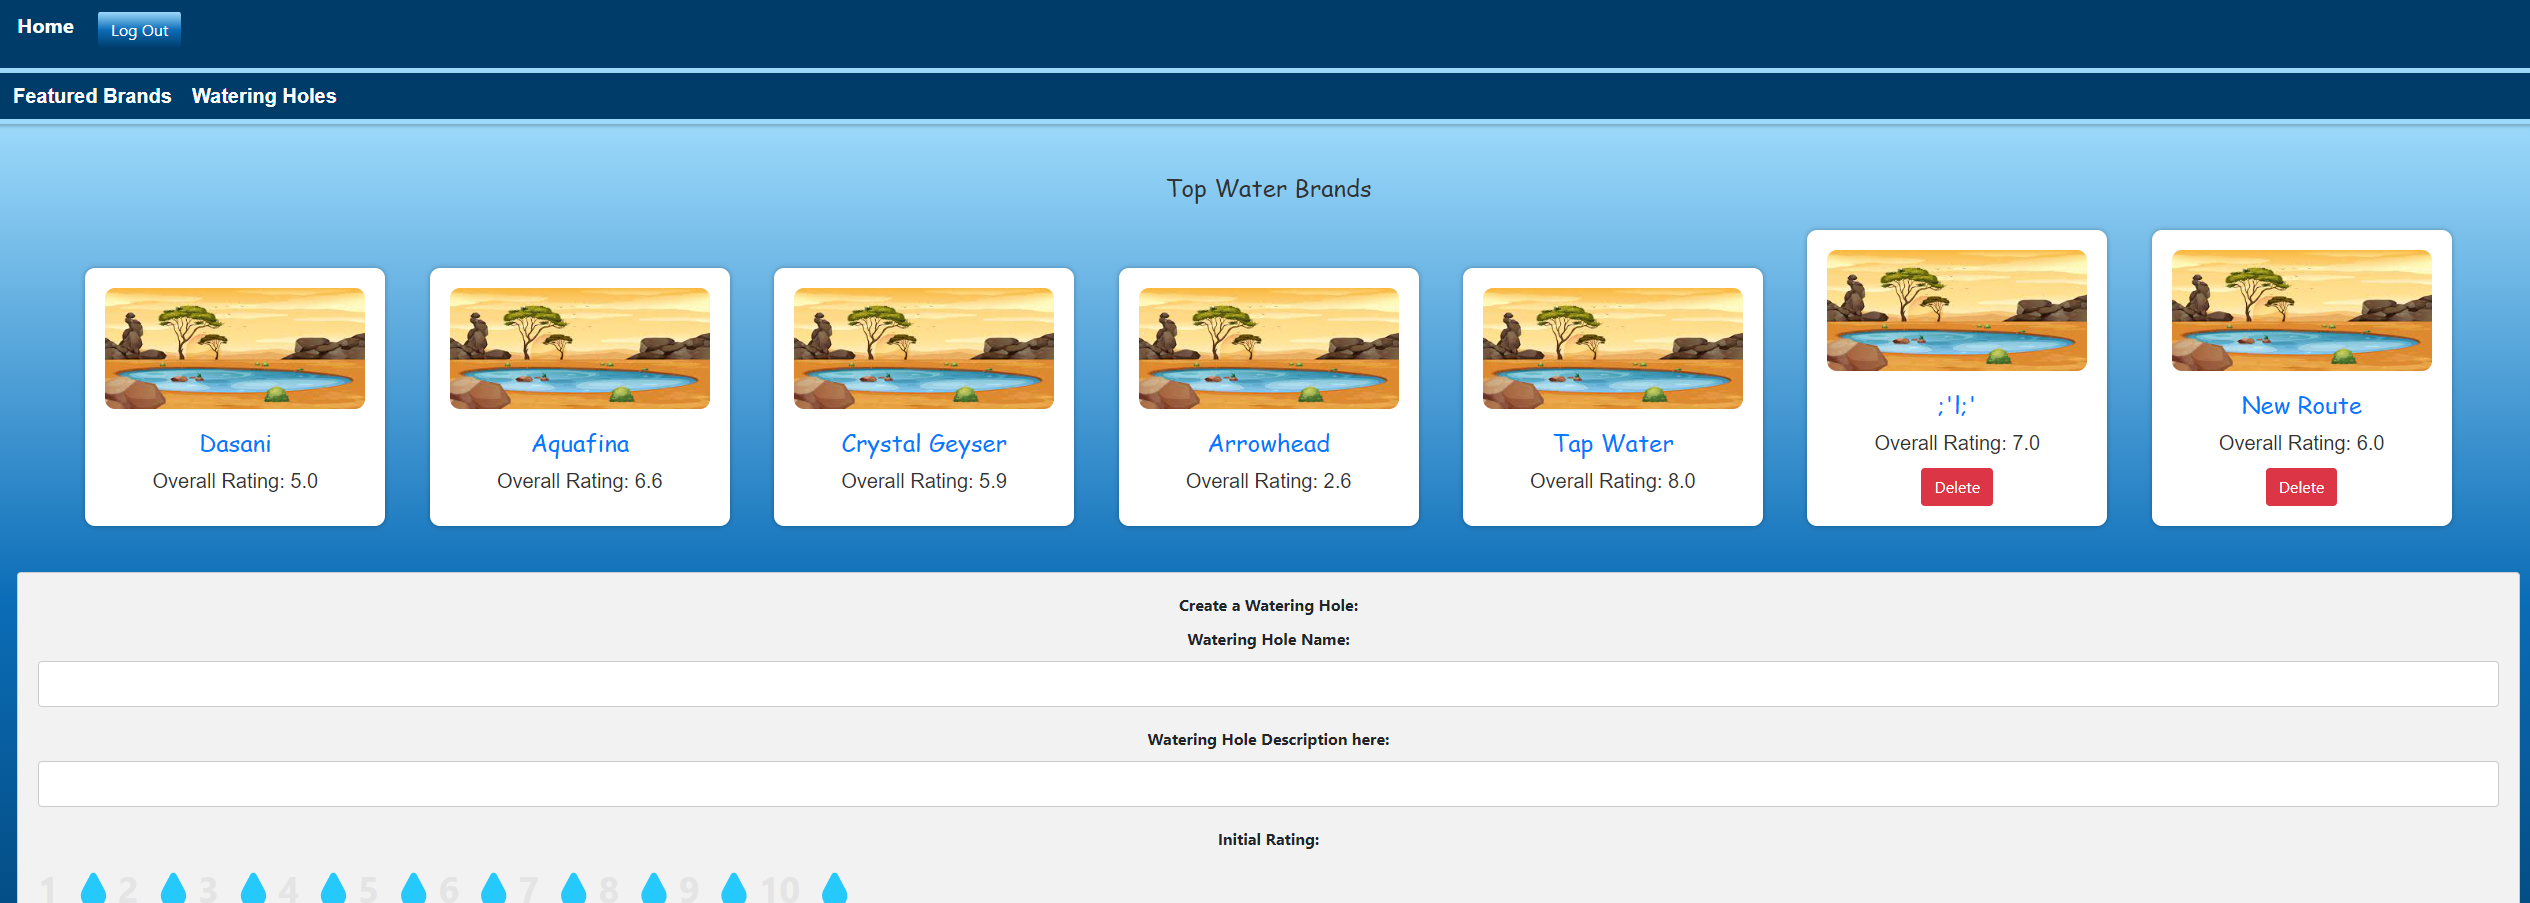 Home Log Out
Featured Brands Watering Holes
Top Water Brands
Dasani
Overall Rating: 5.0
Aquafina
Overall Rating: 6.6
Crystal Geyser
Overall Rating: 5.9
Arrowhead
Overall Rating: 2.6
Tap Water
Overall Rating: 8.0
;'l;'
Overall Rating: 7.0
Delete
New Route
Overall Rating: 6.0
Delete
Create a Watering Hole:
Watering Hole Name:
Watering Hole Description here:
Initial Rating:
1 2 3 4 5 6 7 8 9 10